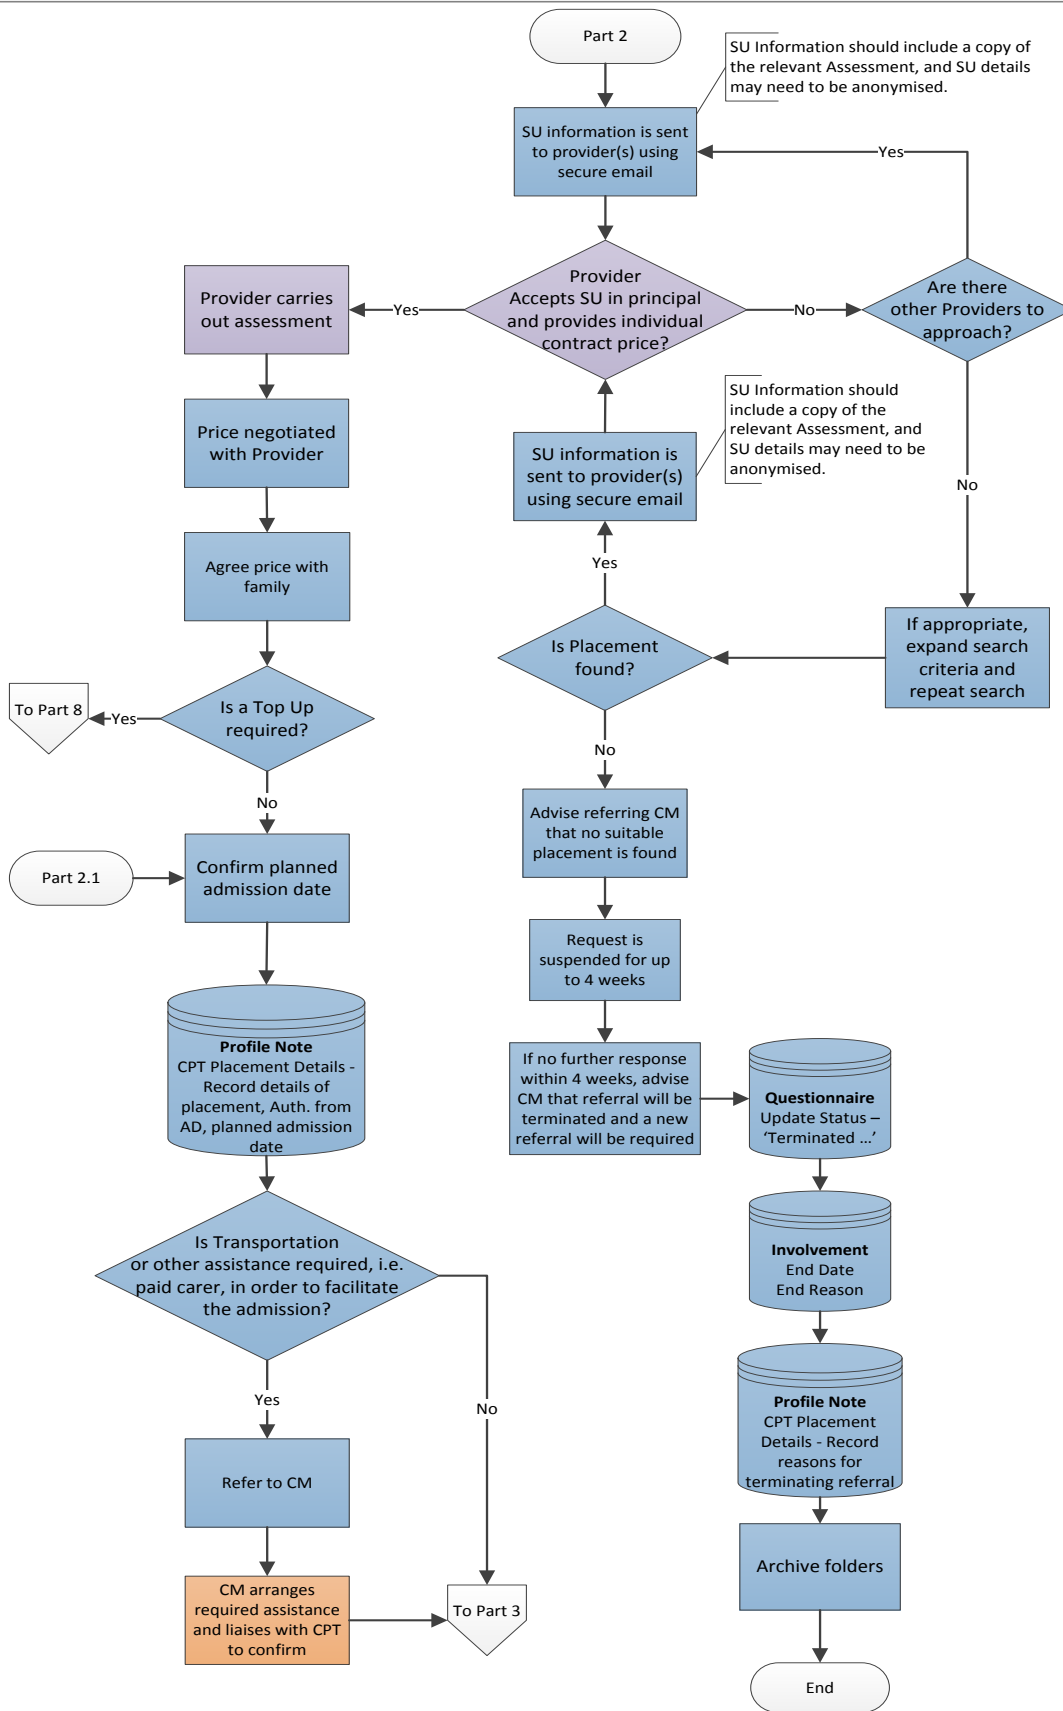 Part 2
SU Information should include a copy of
the relevant Assessment, and SU details
may need to be anonymised.
SU information is sent
to provider(s) using
secure email
Yes
Provider
Accepts SU in principal
and provides individual
contract price?
Yes
No
Are there
other Providers to
approach?
Provider carries
out assessment
SU Information should
include a copy of the
relevant Assessment, and
SU details may need to be
anonymised.
Price negotiated
with Provider
SU information is
sent to provider(s)
using secure email
No
Agree price with
family
Yes
If appropriate,
expand search
criteria and
repeat search
Is Placement
found?
To Part 8
Yes
Is a Top Up
required?
No
No
Advise referring CM
that no suitable
placement is found
Part 2.1
Confirm planned
admission date
Request is
suspended for up
to 4 weeks
Profile Note
CPT Placement Details -
Record details of
placement, Auth. from
AD, planned admission
date
If no further response
within 4 weeks, advise
CM that referral will be
terminated and a new
referral will be required
Questionnaire
Update Status –
‘Terminated ...’
Is Transportation
or other assistance required, i.e.
paid carer, in order to facilitate
the admission?
Involvement
End Date
End Reason
Yes
No
Profile Note
CPT Placement
Details - Record
reasons for
terminating referral
Refer to CM
Archive folders
CM arranges
required assistance
and liaises with CPT
to confirm
To Part 3
End